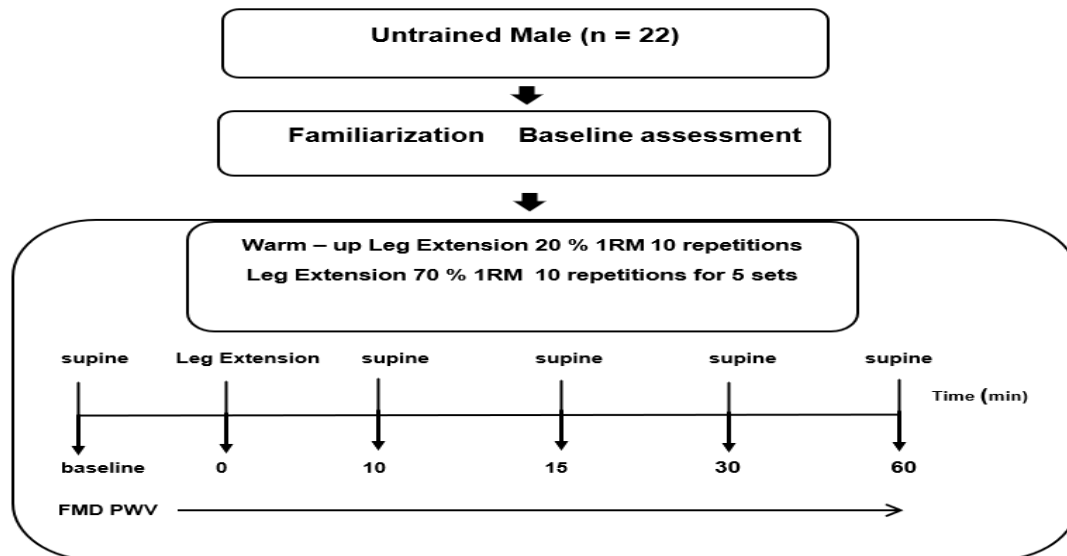 Untrained Male (n = 22)
Familiarization Baseline assessment
Warm – up Leg Extension 20 % 1RM 10 repetitions
Leg Extension 70 % 1RM 10 repetitions for 5 sets
supine Leg Extension supine supine supine supine
Time (min)
baseline 0 10 15 30 60
FMD PWV